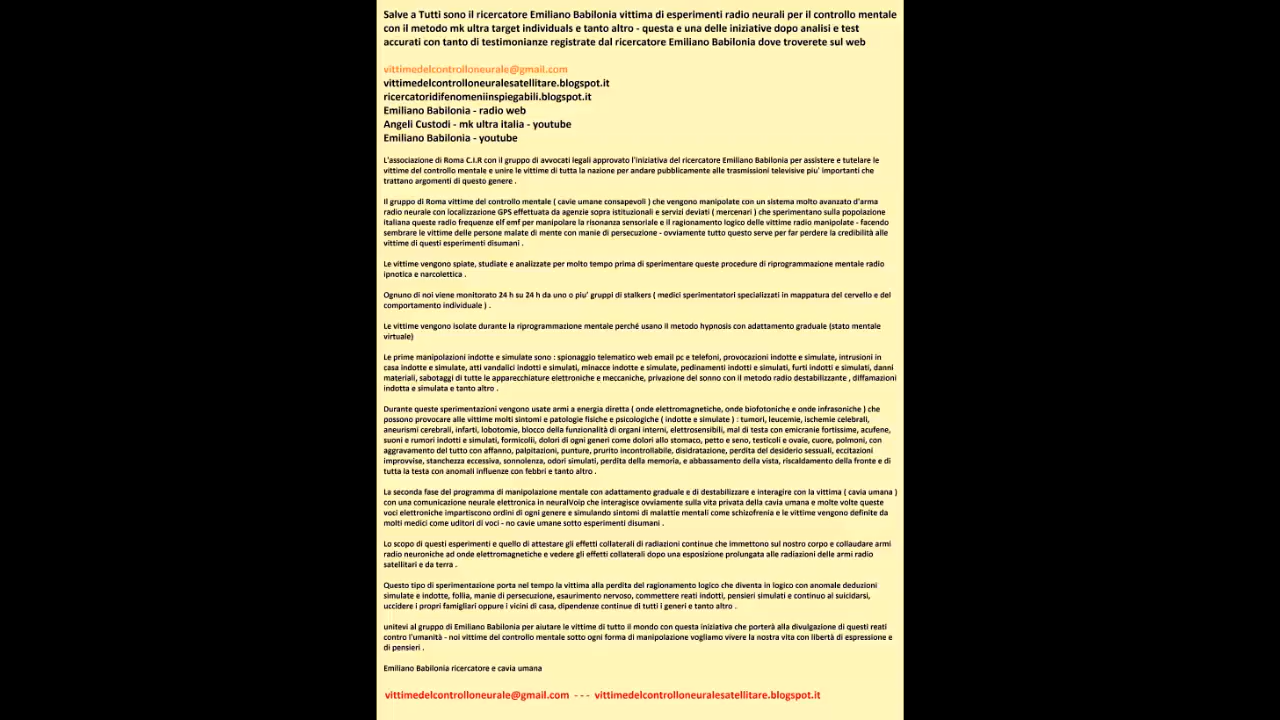 Salve a Tutti sono il ricercatore Emiliano Babilonia vittima di esperimenti radio neurali per il controllo mentale
con il metodo mk ultra target individuals e tanto altro - questa e una delle iniziative dopo analisi e test
accurati con tanto di testimonianze registrate dal ricercatore Emiliano Babilonia dove troverete sul web
vittimedelcontrolloneurale@gmail.com
vittimedelcontrolloneuralesatellitare.blogspot.it
ricercatoridifenomeniinspiegabili.blogspot.it
Emiliano Babilonia - radio web
Angeli Custodi - mk ultra italia - youtube
Emiliano Babilonia - youtube
L'associazione di Roma C.I.R con il gruppo di avvocati legali approvato l'iniziativa del ricercatore Emiliano Babilonia per assistere e tutelare le
vittime del controllo mentale e unire le vittime di tutta la nazione per andare pubblicamente alle trasmissioni televisive piu' importanti che
trattano argomenti di questo genere .
Il gruppo di Roma vittime del controllo mentale ( cavie umane consapevoli ) che vengono manipolate con un sistema molto avanzato d'arma
radio neurale con localizzazione GPS effettuata da agenzie sopra istituzionali e servizi deviati ( mercenari ) che sperimentano sulla popolazione
italiana queste radio frequenze elf emf per manipolare la risonanza sensoriale e il ragionamento logico delle vittime radio manipolate - facendo
sembrare le vittime delle persone malate di mente con manie di persecuzione - ovviamente tutto questo serve per far perdere la credibilità alle
vittime di questi esperimenti disumani .
Le vittime vengono spiate, studiate e analizzate per molto tempo prima di sperimentare queste procedure di riprogrammazione mentale radio
ipnotica e narcolettica .
Ognuno di noi viene monitorato 24 h su 24 h da uno o piu' gruppi di stalkers ( medici sperimentatori specializzati in mappatura del cervello e del
comportamento individuale ) .
Le vittime vengono isolate durante la riprogrammazione mentale perché usano il metodo hypnosis con adattamento graduale (stato mentale
virtuale)
Le prime manipolazioni indotte e simulate sono : spionaggio telematico web email pc e telefoni, provocazioni indotte e simulate, intrusioni in
casa indotte e simulate, atti vandalici indotti e simulati, minacce indotte e simulate, pedinamenti indotti e simulati, furti indotti e simulati, danni
materiali, sabotaggi di tutte le apparecchiature elettroniche e meccaniche, privazione del sonno con il metodo radio destabilizzante , diffamazioni
indotta e simulata e tanto altro .
Durante queste sperimentazioni vengono usate armi a energia diretta ( onde elettromagnetiche, onde biofotoniche e onde infrasoniche ) che
possono provocare alle vittime molti sintomi e patologie fisiche e psicologiche ( indotte e simulate ) : tumori, leucemie, ischemie celebrali,
aneurismi cerebrali, infarti, lobotomie, blocco della funzionalità di organi interni, elettrosensibili, mal di testa con emicranie fortissime, acufene,
suoni e rumori indotti e simulati, formicolii, dolori di ogni generi come dolori allo stomaco, petto e seno, testicoli e ovaie, cuore, polmoni, con
aggravamento del tutto con affanno, palpitazioni, punture, prurito incontrollabile, disidratazione, perdita del desiderio sessuali, eccitazioni
improvvise, stanchezza eccessiva, sonnolenza, odori simulati, perdita della memoria, e abbassamento della vista, riscaldamento della fronte e di
tutta la testa con anomali influenze con febbri e tanto altro .
La seconda fase del programma di manipolazione mentale con adattamento graduale e di destabilizzare e interagire con la vittima ( cavia umana )
con una comunicazione neurale elettronica in neuralVoip che interagisce ovviamente sulla vita privata della cavia umana e molte volte queste
voci elettroniche impartiscono ordini di ogni genere e simulando sintomi di malattie mentali come schizofrenia e le vittime vengono definite da
molti medici come uditori di voci - no cavie umane sotto esperimenti disumani .
Lo scopo di questi esperimenti e quello di attestare gli effetti collaterali di radiazioni continue che immettono sul nostro corpo e collaudare armi
radio neuroniche ad onde elettromagnetiche e vedere gli effetti collaterali dopo una esposizione prolungata alle radiazioni delle armi radio
satellitari e da terra .
Questo tipo di sperimentazione porta nel tempo la vittima alla perdita del ragionamento logico che diventa in logico con anomale deduzioni
simulate e indotte, follia, manie di persecuzione, esaurimento nervoso, commettere reati indotti, pensieri simulati e continuo al suicidarsi,
uccidere i propri famigliari oppure i vicini di casa, dipendenze continue di tutti i generi e tanto altro .
unitevi al gruppo di Emiliano Babilonia per aiutare le vittime di tutto il mondo con questa iniziativa che porterà alla divulgazione di questi reati
contro l'umanità - noi vittime del controllo mentale sotto ogni forma di manipolazione vogliamo vivere la nostra vita con libertà di espressione e
di pensieri .
Emiliano Babilonia ricercatore e cavia umana
vittimedelcontrolloneurale@gmail.com - - - vittimedelcontrolloneuralesatellitare.blogspot.it